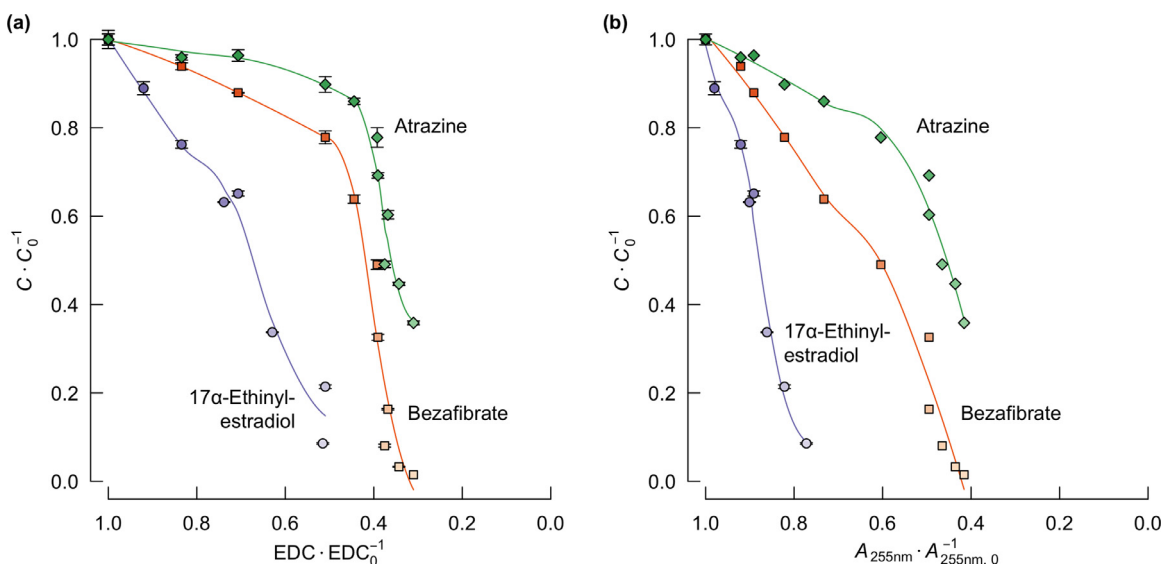 (a)
1.0
0.8
0.6
0.4
0.2
0.0
C · C₀⁻¹
Atrazine
17α-Ethinyl-
estradiol
Bezafibrate
1.0 0.8 0.6 0.4 0.2 0.0
EDC · EDC₀⁻¹
(b)
1.0
0.8
0.6
0.4
0.2
0.0
C · C₀⁻¹
Atrazine
17α-Ethinyl-
estradiol
Bezafibrate
1.0 0.8 0.6 0.4 0.2 0.0
A₂₅₅ₙₘ · A₂₅₅ₙₘ, ₀⁻¹